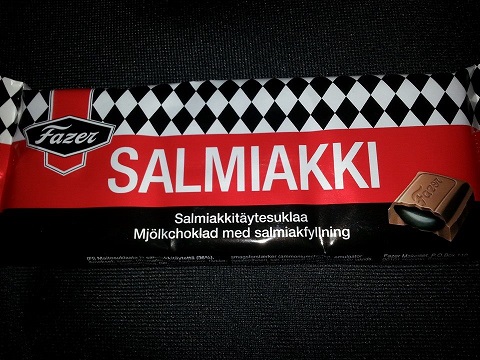 Fazer
SALMIAKKI
Fazer
Salmiakkitäytesuklaa
Mjölkchoklad med salmiakfyllning